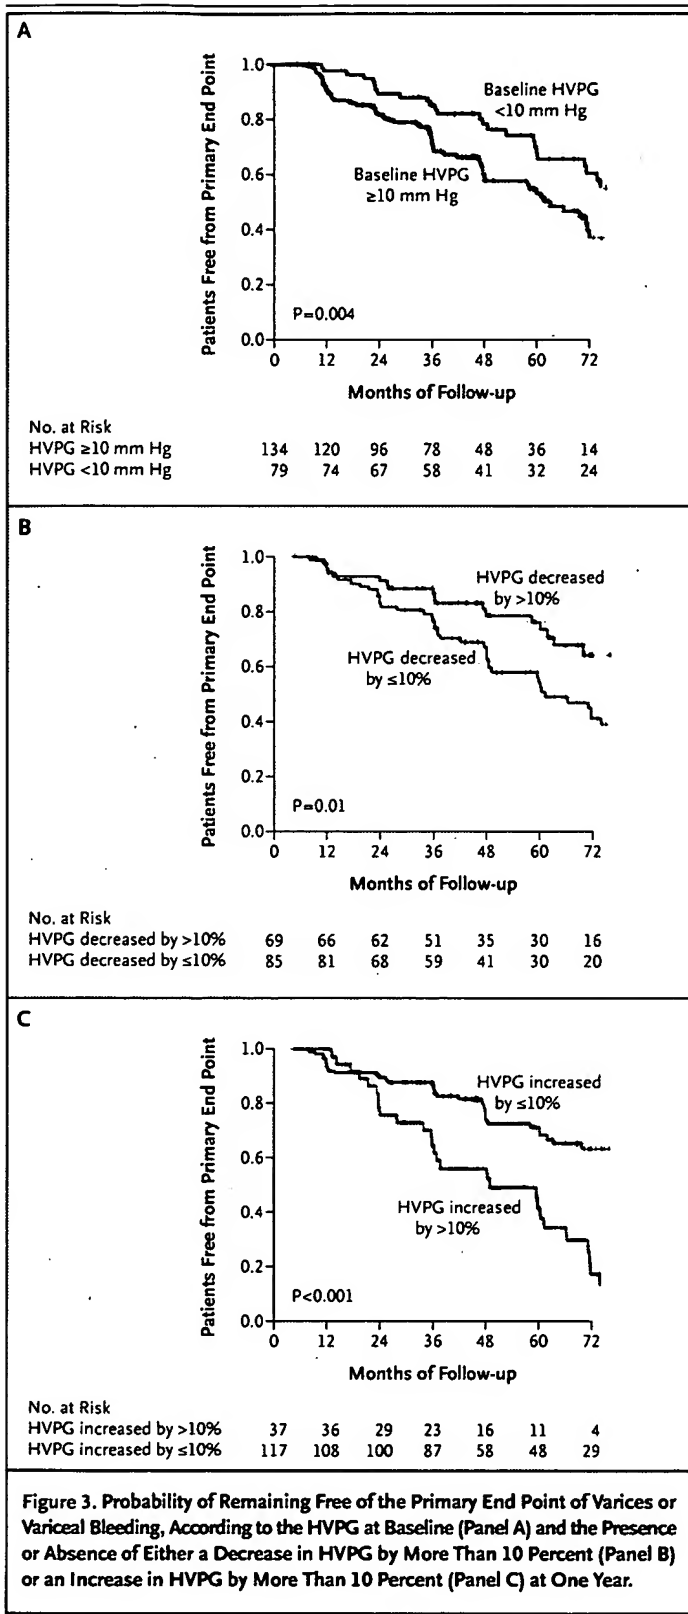 A
Patients Free from Primary End Point
1.0
0.8
0.6
0.4
0.2
0.0
Baseline HVPG
<10 mm Hg
Baseline HVPG
≥10 mm Hg
P=0.004
0 12 24 36 48 60 72
Months of Follow-up
No. at Risk
HVPG ≥10 mm Hg 134 120 96 78 48 36 14
HVPG <10 mm Hg 79 74 67 58 41 32 24
B
Patients Free from Primary End Point
1.0
0.8
0.6
0.4
0.2
0.0
HVPG decreased
by >10%
HVPG decreased
by ≤10%
P=0.01
0 12 24 36 48 60 72
Months of Follow-up
No. at Risk
HVPG decreased by >10% 69 66 62 51 35 30 16
HVPG decreased by ≤10% 85 81 68 59 41 30 20
C
Patients Free from Primary End Point
1.0
0.8
0.6
0.4
0.2
0.0
HVPG increased
by ≤10%
HVPG increased
by >10%
P<0.001
0 12 24 36 48 60 72
Months of Follow-up
No. at Risk
HVPG increased by >10% 37 36 29 23 16 11 4
HVPG increased by ≤10% 117 108 100 87 58 48 29
Figure 3. Probability of Remaining Free of the Primary End Point of Varices or
Variceal Bleeding, According to the HVPG at Baseline (Panel A) and the Presence
or Absence of Either a Decrease in HVPG by More Than 10 Percent (Panel B)
or an Increase in HVPG by More Than 10 Percent (Panel C) at One Year.